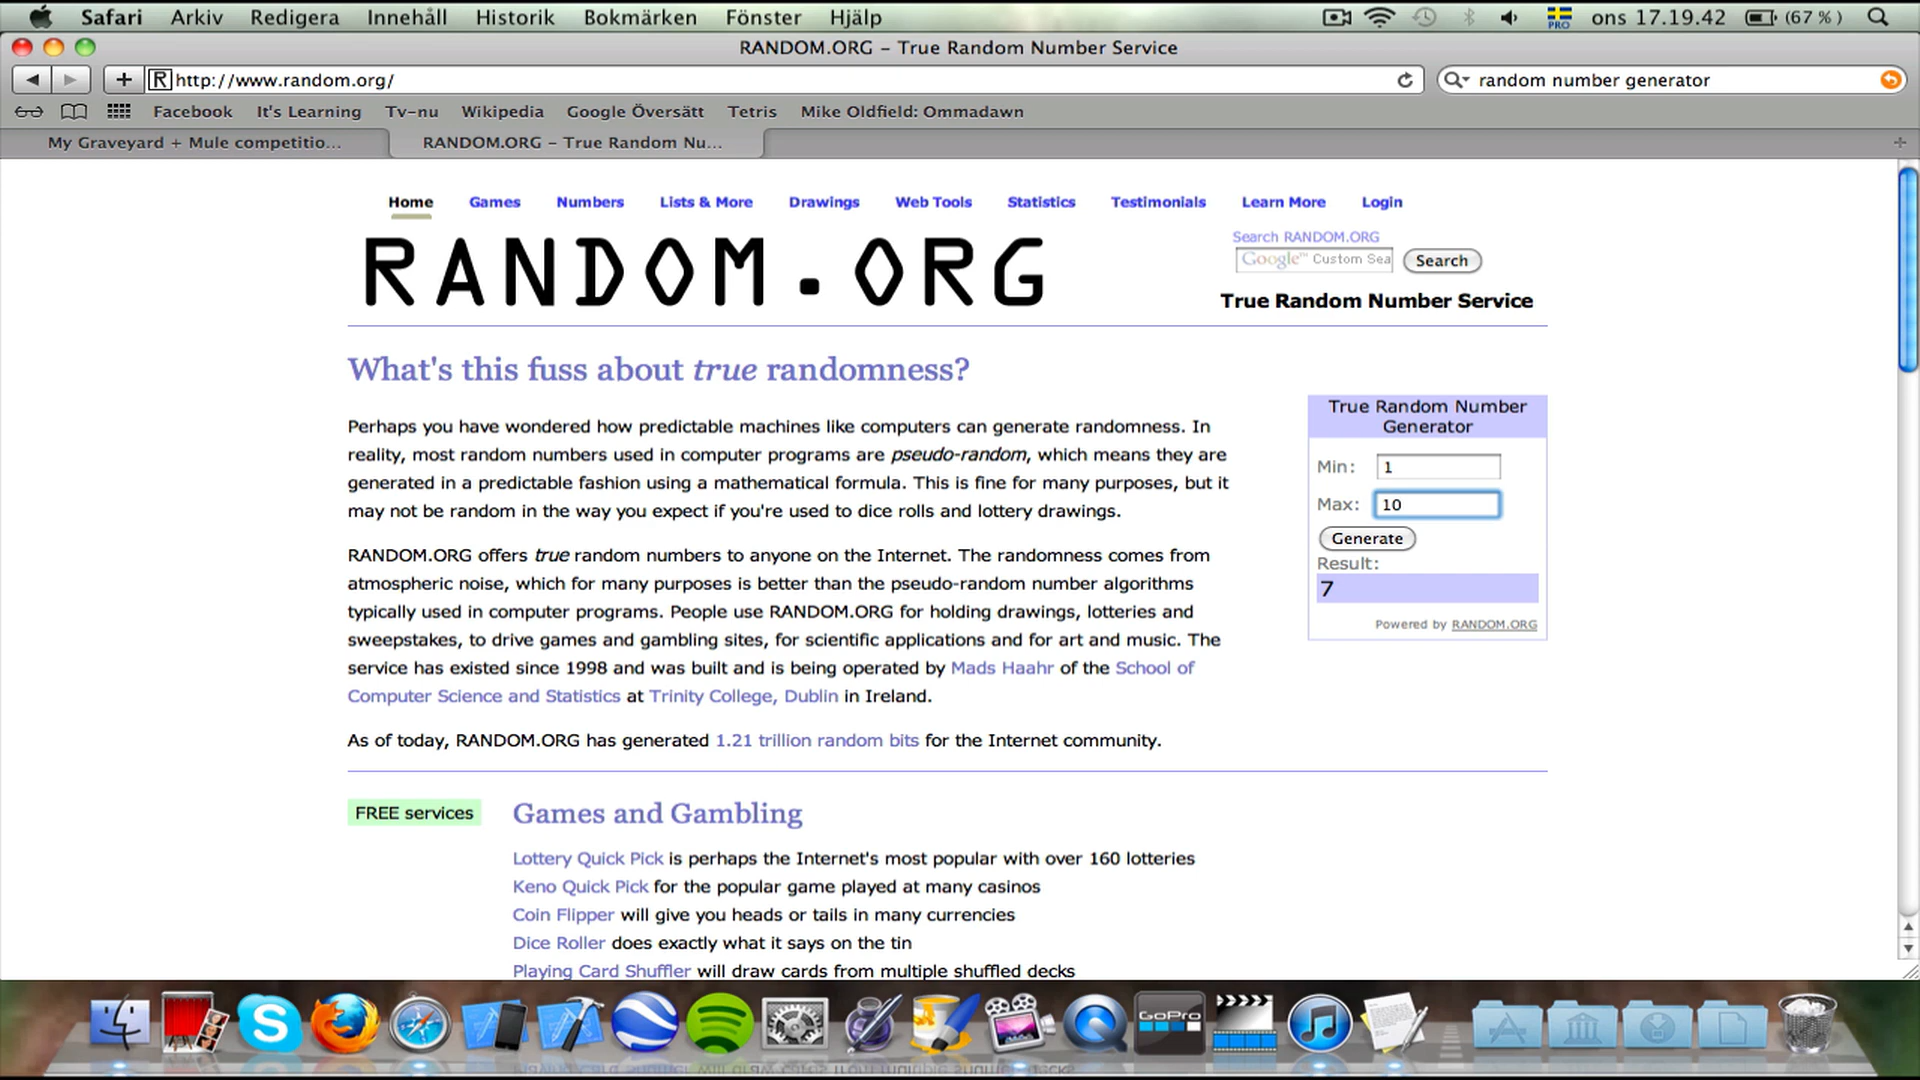 Safari Arkiv Redigera Innehåll Historik Bokmärken Fönster Hjälp PRO ons 17.19.42 (67 %)
RANDOM.ORG – True Random Number Service
R http://www.random.org/ random number generator
Facebook It's Learning Tv-nu Wikipedia Google Översätt Tetris Mike Oldfield: Ommadawn
My Graveyard + Mule competitio... RANDOM.ORG – True Random Nu...
Home Games Numbers Lists & More Drawings Web Tools Statistics Testimonials Learn More Login
RANDOM.ORG
Search RANDOM.ORG
Google™ Custom Sea Search
True Random Number Service
What's this fuss about true randomness?
Perhaps you have wondered how predictable machines like computers can generate randomness. In
reality, most random numbers used in computer programs are pseudo-random, which means they are
generated in a predictable fashion using a mathematical formula. This is fine for many purposes, but it
may not be random in the way you expect if you're used to dice rolls and lottery drawings.
RANDOM.ORG offers true random numbers to anyone on the Internet. The randomness comes from
atmospheric noise, which for many purposes is better than the pseudo-random number algorithms
typically used in computer programs. People use RANDOM.ORG for holding drawings, lotteries and
sweepstakes, to drive games and gambling sites, for scientific applications and for art and music. The
service has existed since 1998 and was built and is being operated by Mads Haahr of the School of
Computer Science and Statistics at Trinity College, Dublin in Ireland.
As of today, RANDOM.ORG has generated 1.21 trillion random bits for the Internet community.
True Random Number
Generator
Min: 1
Max: 10
Generate
Result:
7
Powered by RANDOM.ORG
FREE services
Games and Gambling
Lottery Quick Pick is perhaps the Internet's most popular with over 160 lotteries
Keno Quick Pick for the popular game played at many casinos
Coin Flipper will give you heads or tails in many currencies
Dice Roller does exactly what it says on the tin
Playing Card Shuffler will draw cards from multiple shuffled decks
GoPro